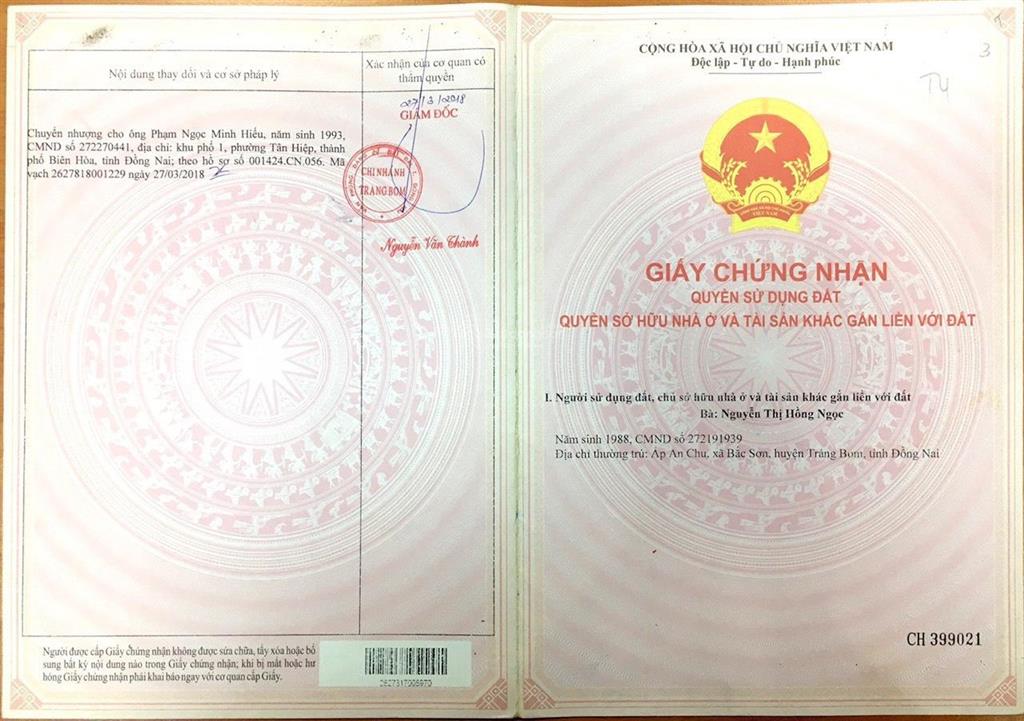 Nội dung thay đổi và cơ sở pháp lý
Xác nhận của cơ quan có
thẩm quyền
27/3/2018
GIÁM ĐỐC
Chuyển nhượng cho ông Phạm Ngọc Minh Hiếu, năm sinh 1993,
CMND số 272270441, địa chỉ: khu phố 1, phường Tân Hiệp, thành
phố Biên Hòa, tỉnh Đồng Nai; theo hồ sơ số 001424.CN.056. Mã
vạch 2627818001229 ngày 27/03/2018
CHI NHÁNH
TRẢNG BOM
Nguyễn Văn Thành
Người được cấp Giấy chứng nhận không được sửa chữa, tẩy xóa hoặc bổ
sung bất kỳ nội dung nào trong Giấy chứng nhận; khi bị mất hoặc hư
hỏng Giấy chứng nhận phải khai báo ngay với cơ quan cấp Giấy.
2627317006970
CỘNG HÒA XÃ HỘI CHỦ NGHĨA VIỆT NAM
Độc lập - Tự do - Hạnh phúc
3
T4
VIỆT NAM
GIẤY CHỨNG NHẬN
QUYỀN SỬ DỤNG ĐẤT
QUYỀN SỞ HỮU NHÀ Ở VÀ TÀI SẢN KHÁC GẮN LIỀN VỚI ĐẤT
I. Người sử dụng đất, chủ sở hữu nhà ở và tài sản khác gắn liền với đất
Bà: Nguyễn Thị Hồng Ngọc
Năm sinh 1988, CMND số 272191939
Địa chỉ thường trú: Ấp An Chu, xã Bắc Sơn, huyện Trảng Bom, tỉnh Đồng Nai
CH 399021